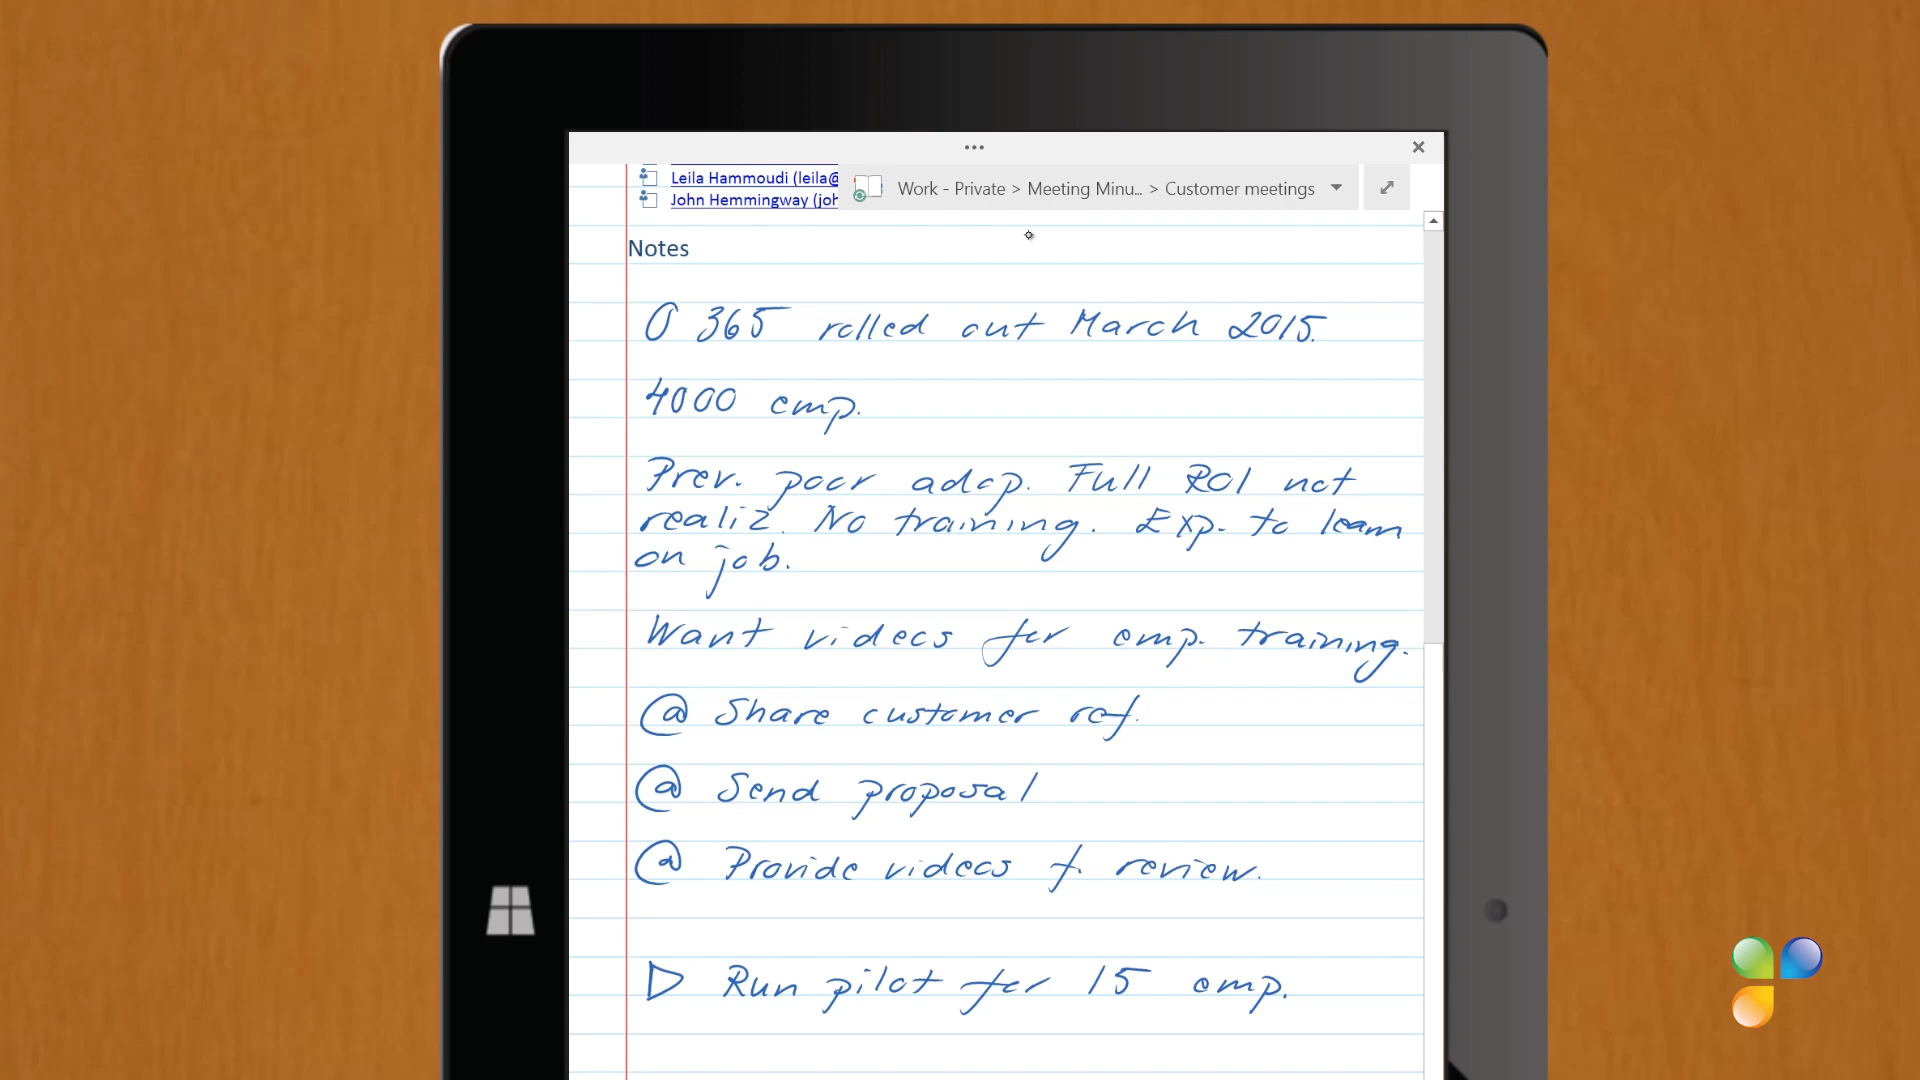 Leila Hammoudi (leila@
John Hemmingway (joh
Work - Private > Meeting Minu... > Customer meetings
Notes
O 365 rolled out March 2015.
4000 emp.
Prev. poor adop. Full ROI not
realiz. No training. Exp. to learn
on job.
Want videos for emp. training.
@ Share customer ref.
@ Send proposal
@ Provide videos f. review.
D Run pilot for 15 emp.